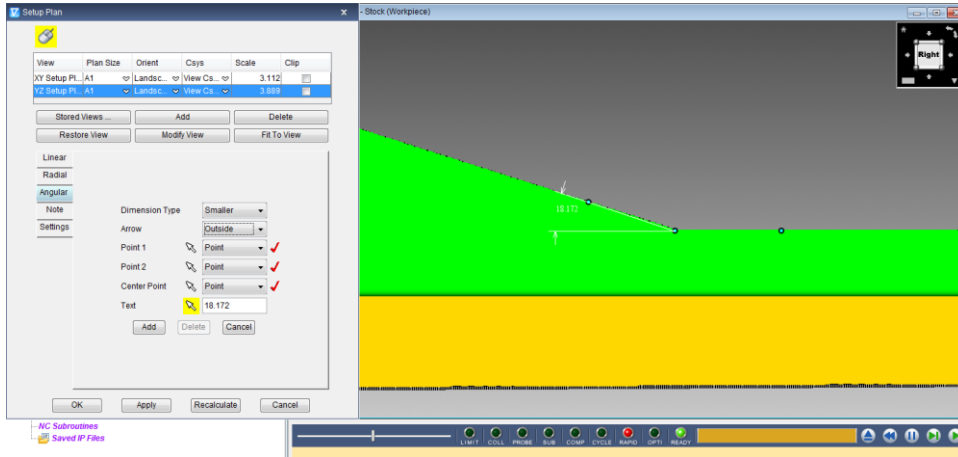 Setup Plan
- Stock (Workpiece)
View Plan Size Orient Csys Scale Clip
XY Setup Pl... A1 Landsc... View Cs... 3.112
YZ Setup Pl... A1 Landsc... View Cs... 3.889
Stored Views ... Add Delete
Restore View Modify View Fit To View
Linear
Radial
Angular
Note
Settings
Dimension Type Smaller
Arrow Outside
Point 1 Point
Point 2 Point
Center Point Point
Text 18.172
Add Delete Cancel
OK Apply Recalculate Cancel
18.172
Right
NC Subroutines
Saved IP Files
LIMIT COLL PROBE SUB COMP CYCLE RAPID OPTI READY